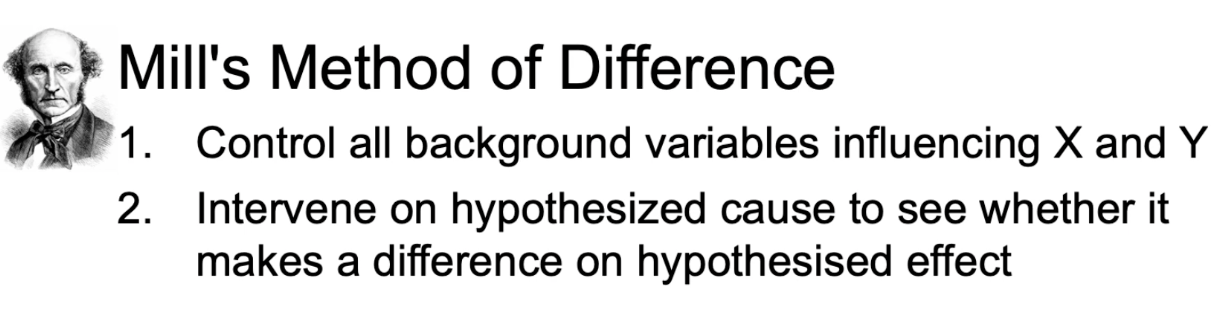 Mill's Method of Difference
1. Control all background variables influencing X and Y
2. Intervene on hypothesized cause to see whether it
makes a difference on hypothesised effect